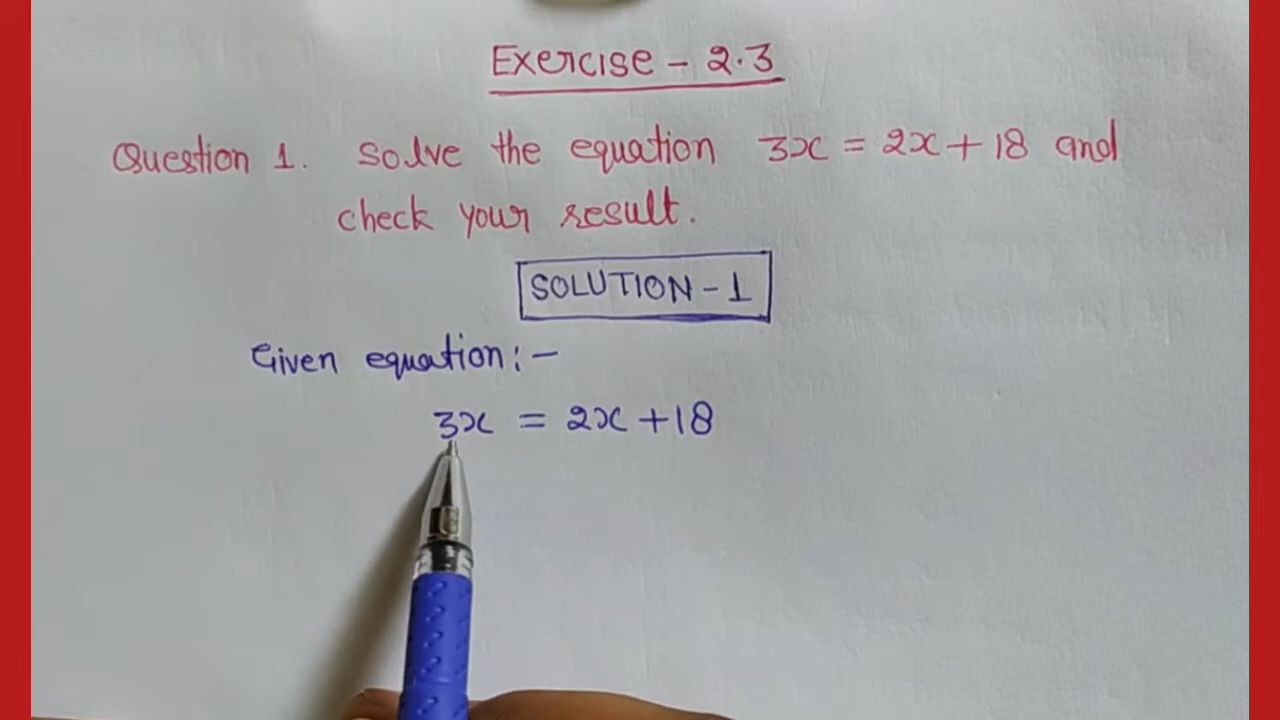 Exercise - 2.3
Question 1. Solve the equation 3x = 2x + 18 and
check your result.
SOLUTION - 1
Given equation:-
3x = 2x + 18